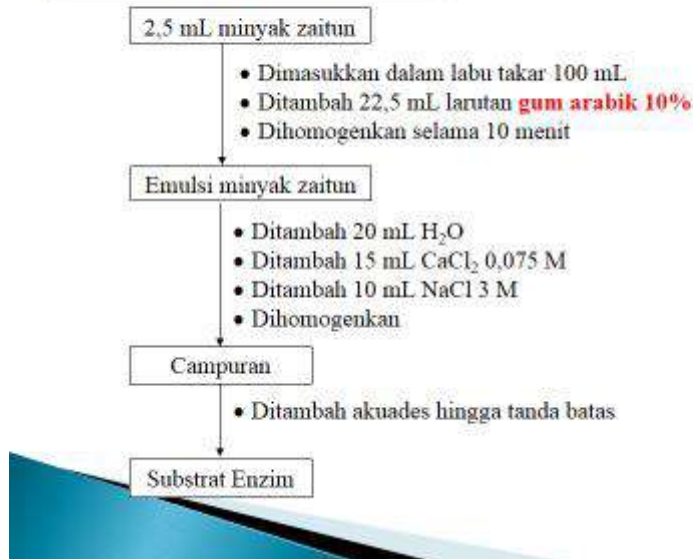 2,5 mL minyak zaitun
• Dimasukkan dalam labu takar 100 mL
• Ditambah 22,5 mL larutan gum arabik 10%
• Dihomogenkan selama 10 menit
Emulsi minyak zaitun
• Ditambah 20 mL H₂O
• Ditambah 15 mL CaCl₂ 0,075 M
• Ditambah 10 mL NaCl 3 M
• Dihomogenkan
Campuran
• Ditambah akuades hingga tanda batas
Substrat Enzim